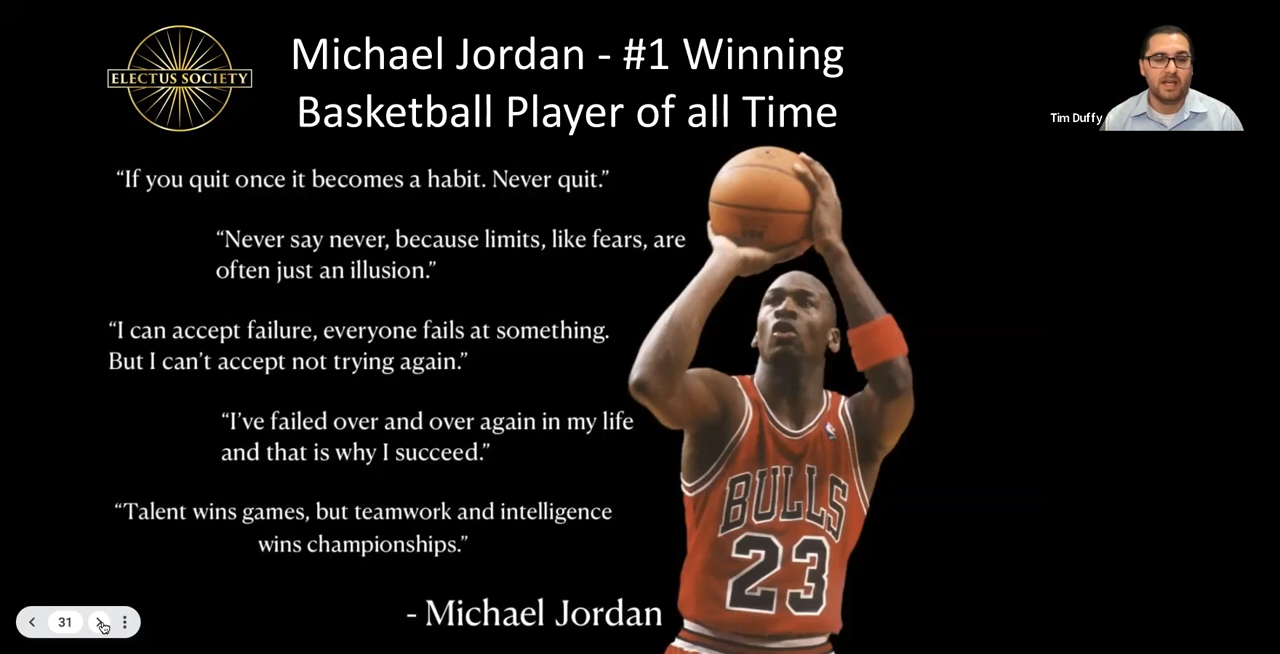 ELECTUS SOCIETY
Michael Jordan - #1 Winning
Basketball Player of all Time
Tim Duffy
“If you quit once it becomes a habit. Never quit.”
“Never say never, because limits, like fears, are
often just an illusion.”
“I can accept failure, everyone fails at something.
But I can’t accept not trying again.”
“I’ve failed over and over again in my life
and that is why I succeed.”
“Talent wins games, but teamwork and intelligence
wins championships.”
- Michael Jordan
BULLS
23
31